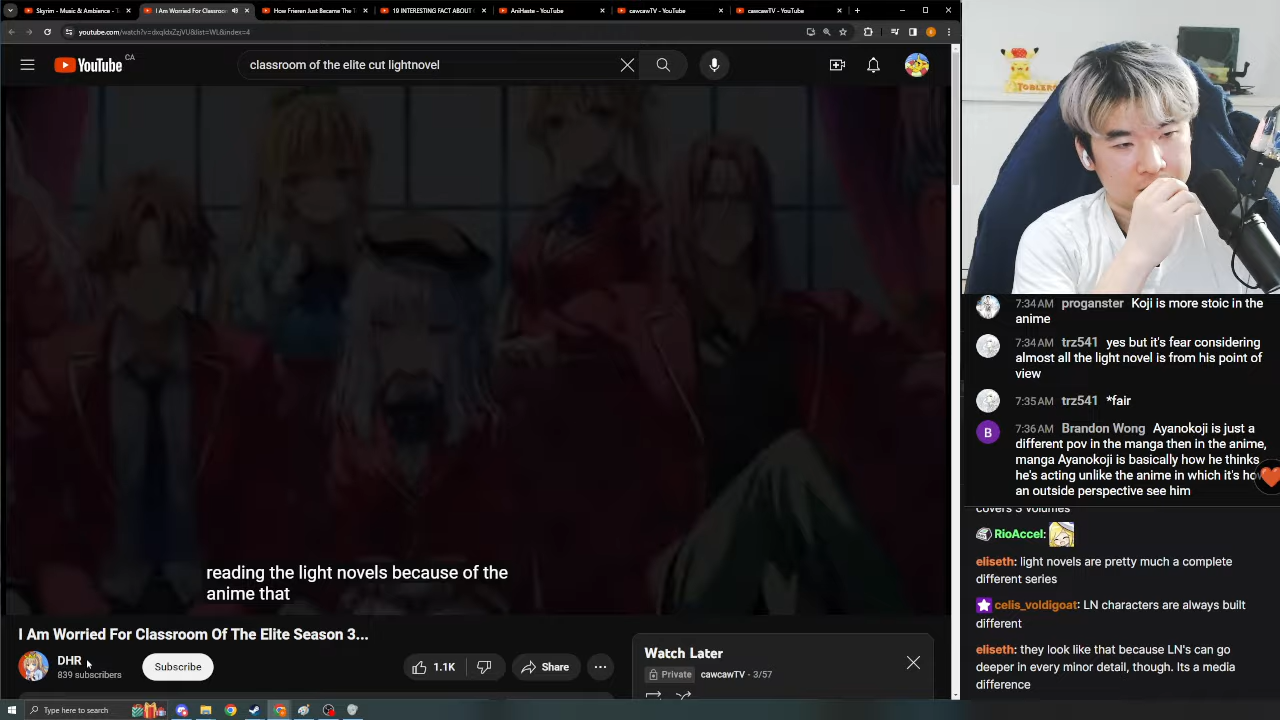 Skyrim - Music & Ambience - T
I Am Worried For Classroom
How Frieren Just Became The T
19 INTERESTING FACT ABOUT
AniHaste - YouTube
cawcawTV - YouTube
cawcawTV - YouTube
youtube.com/watch?v=dxqldxZzjVU&list=WL&index=4
YouTube CA
classroom of the elite cut lightnovel
reading the light novels because of the
anime that
I Am Worried For Classroom Of The Elite Season 3...
DHR
839 subscribers
Subscribe
1.1K
Share
Watch Later
Private cawcawTV - 3/57
Type here to search
TOBLERO
7:34 AM proganster Koji is more stoic in the
anime
7:34 AM trz541 yes but it's fear considering
almost all the light novel is from his point of
view
7:35 AM trz541 *fair
B
7:36 AM Brandon Wong Ayanokoji is just a
different pov in the manga then in the anime,
manga Ayanokoji is basically how he thinks
he's acting unlike the anime in which it's how
an outside perspective see him
covers 3 volumes
RioAccel:
eliseth: light novels are pretty much a complete
different series
celis_voldigoat: LN characters are always built
different
eliseth: they look like that because LN's can go
deeper in every minor detail, though. Its a media
difference